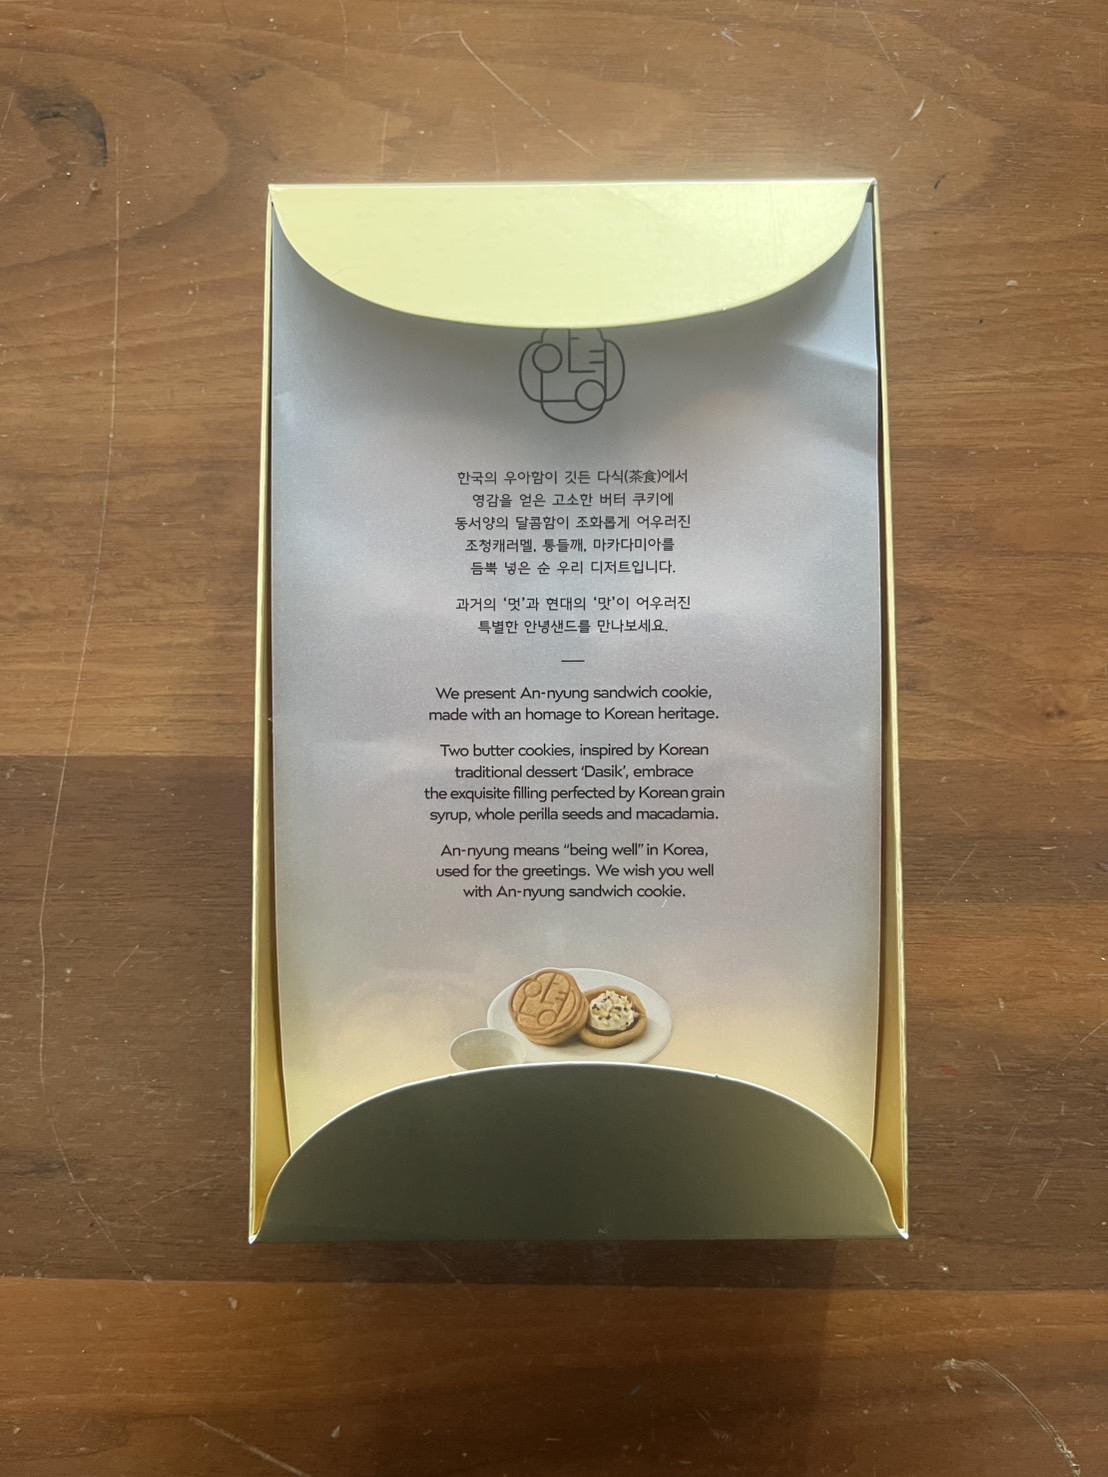 안녕
한국의 우아함이 깃든 다식(茶食)에서
영감을 얻은 고소한 버터 쿠키에
동서양의 달콤함이 조화롭게 어우러진
조청캐러멜, 통들깨, 마카다미아를
듬뿍 넣은 순 우리 디저트입니다.
과거의 ‘멋’과 현대의 ‘맛’이 어우러진
특별한 안녕샌드를 만나보세요.
We present An-nyung sandwich cookie,
made with an homage to Korean heritage.
Two butter cookies, inspired by Korean
traditional dessert ‘Dasik’, embrace
the exquisite filling perfected by Korean grain
syrup, whole perilla seeds and macadamia.
An-nyung means “being well” in Korea,
used for the greetings. We wish you well
with An-nyung sandwich cookie.
안녕